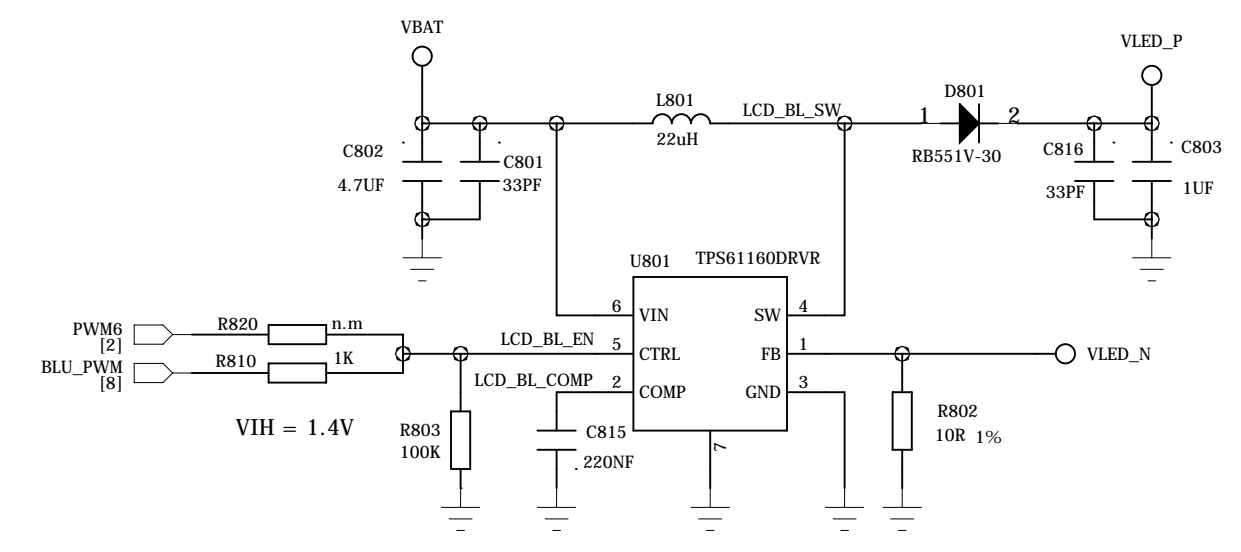 VBAT
VLED_P
L801
LCD_BL_SW
22uH
D801
1
2
RB551V-30
C802
4.7UF
C801
33PF
C816
33PF
C803
1UF
U801
TPS61160DRVR
6
VIN
SW
4
PWM6
[2]
R820
n.m
BLU_PWM
[8]
R810
1K
LCD_BL_EN
5
CTRL
FB
1
VLED_N
LCD_BL_COMP
2
COMP
GND
3
VIH = 1.4V
R803
100K
C815
220NF
7
R802
10R 1%